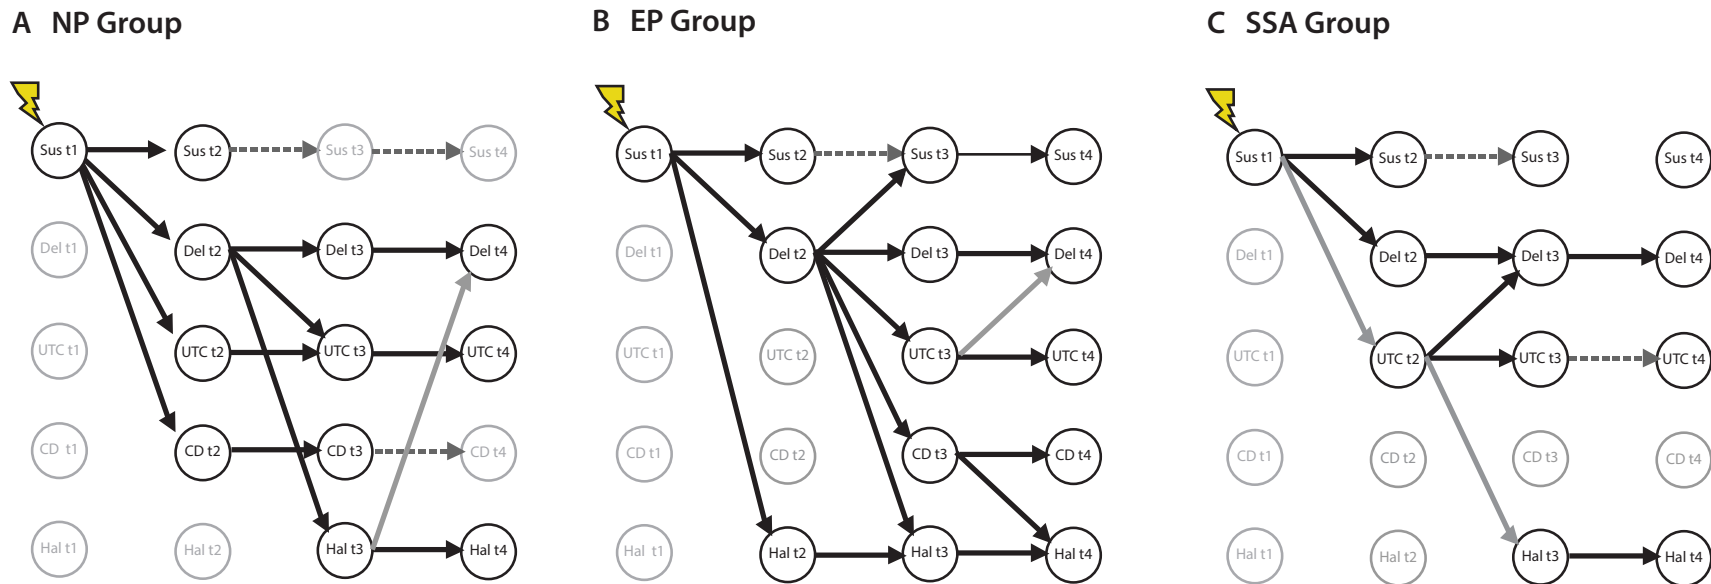 A NP Group
B EP Group
C SSA Group
Sus t1 Sus t2 Sus t3 Sus t4
Del t1 Del t2 Del t3 Del t4
UTC t1 UTC t2 UTC t3 UTC t4
CD t1 CD t2 CD t3 CD t4
Hal t1 Hal t2 Hal t3 Hal t4
Sus t1 Sus t2 Sus t3 Sus t4
Del t1 Del t2 Del t3 Del t4
UTC t1 UTC t2 UTC t3 UTC t4
CD t1 CD t2 CD t3 CD t4
Hal t1 Hal t2 Hal t3 Hal t4
Sus t1 Sus t2 Sus t3 Sus t4
Del t1 Del t2 Del t3 Del t4
UTC t1 UTC t2 UTC t3 UTC t4
CD t1 CD t2 CD t3 CD t4
Hal t1 Hal t2 Hal t3 Hal t4